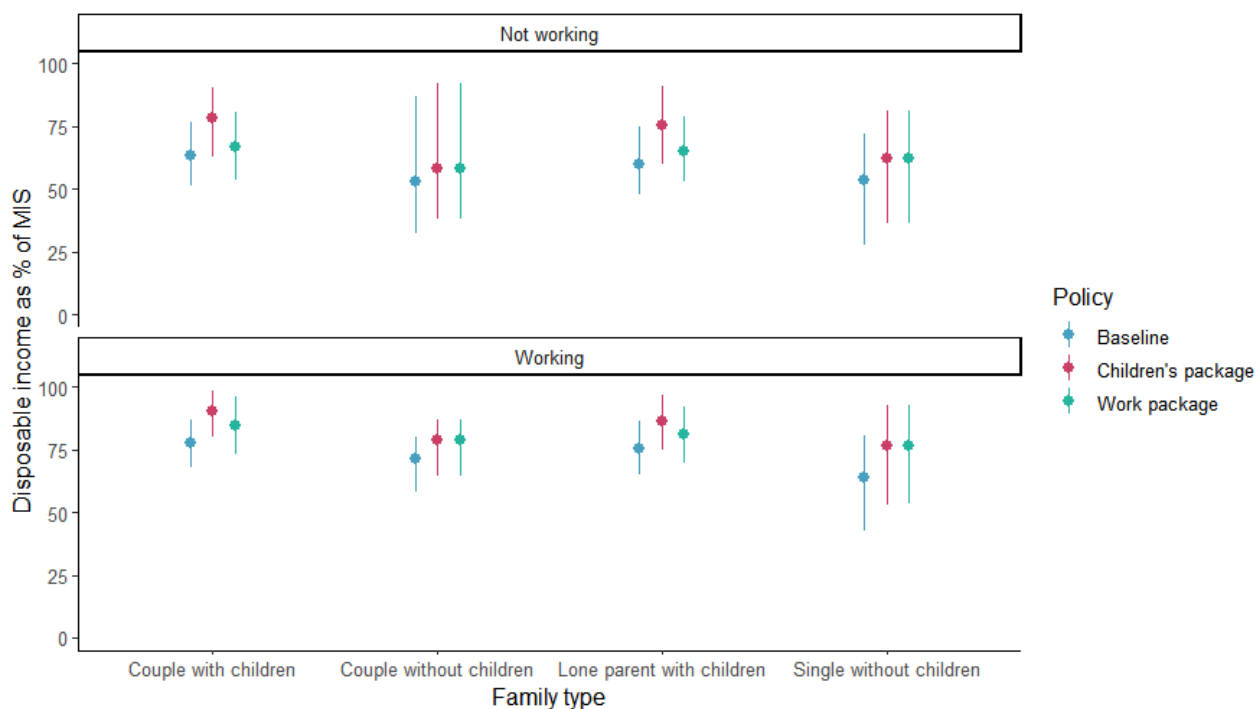 Not working
100
75
50
25
0
Working
100
75
50
25
0
Disposable income as % of MIS
Couple with children
Couple without children
Lone parent with children
Single without children
Family type
Policy
Baseline
Children's package
Work package